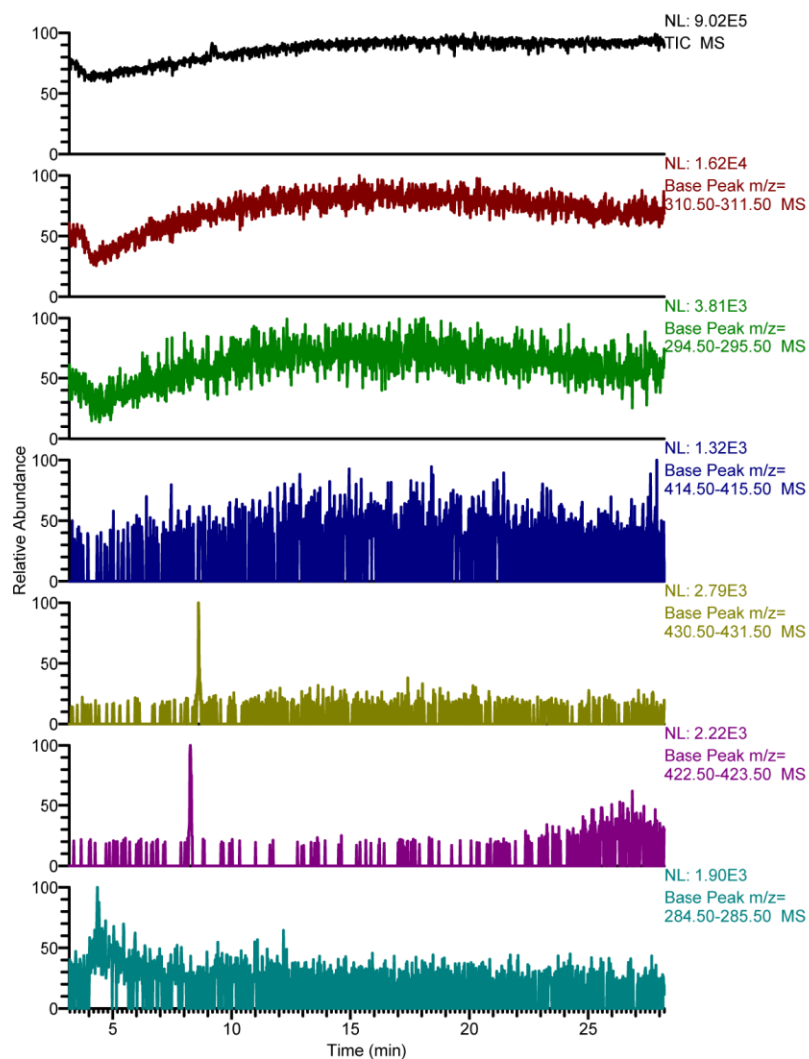 NL: 9.02E5
TIC MS
100
50
0
NL: 1.62E4
Base Peak m/z=
310.50-311.50 MS
100
50
0
NL: 3.81E3
Base Peak m/z=
294.50-295.50 MS
100
50
0
NL: 1.32E3
Base Peak m/z=
414.50-415.50 MS
100
50
0
NL: 2.79E3
Base Peak m/z=
430.50-431.50 MS
100
50
0
NL: 2.22E3
Base Peak m/z=
422.50-423.50 MS
100
50
0
NL: 1.90E3
Base Peak m/z=
284.50-285.50 MS
100
50
0
Relative Abundance
5 10 15 20 25
Time (min)